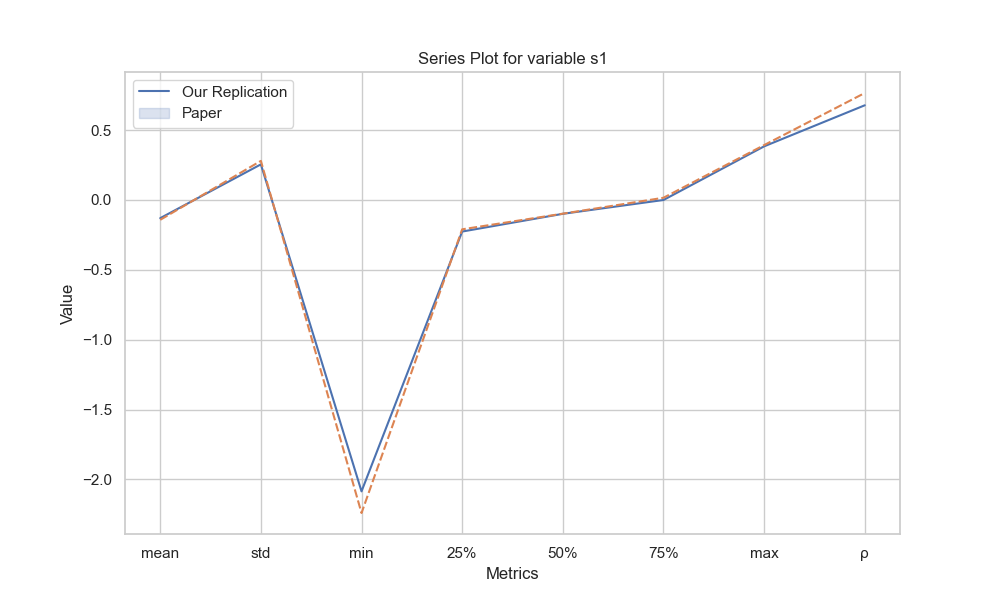 Series Plot for variable s1
Our Replication
Paper
0.5
0.0
−0.5
−1.0
−1.5
−2.0
Value
mean std min 25% 50% 75% max ρ
Metrics